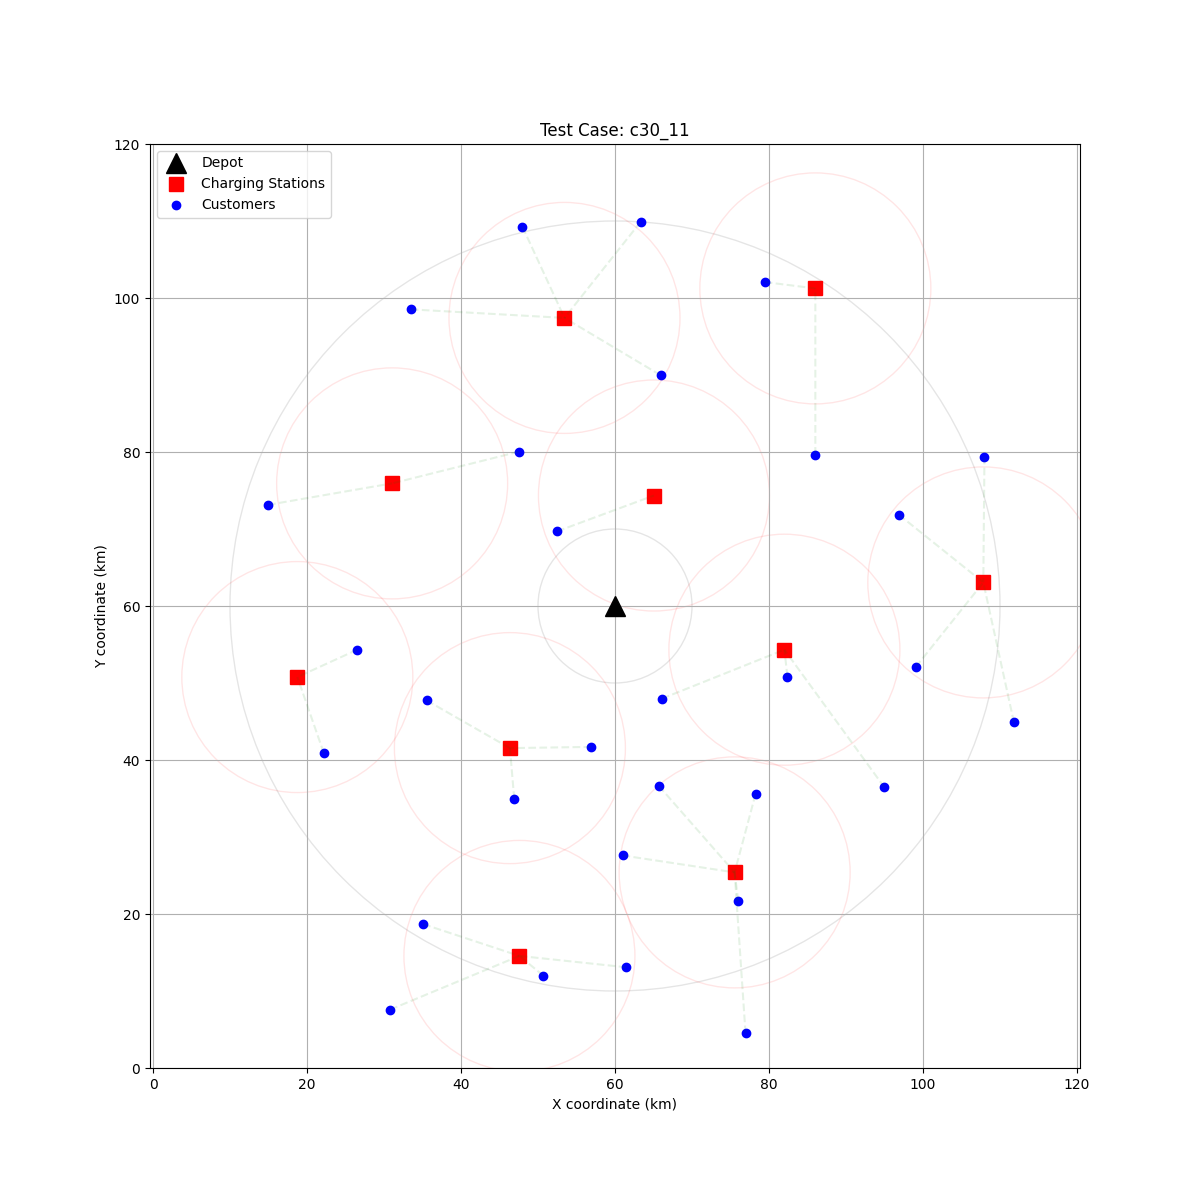 Test Case: c30_11
120
100
80
60
40
20
0
Y coordinate (km)
Depot
Charging Stations
Customers
0 20 40 60 80 100 120
X coordinate (km)